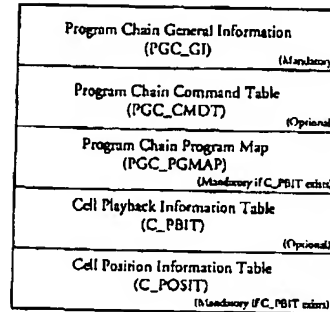 Program Chain General Information
(PGC_GI)
(Mandatory
Program Chain Command Table
(PGC_CMDT)
(Optional
Program Chain Program Map
(PGC_PGMAP)
(Mandatory if C_PBIT exists)
Cell Playback Information Table
(C_PBIT)
(Optional)
Cell Position Information Table
(C_POSIT)
(Mandatory if C_PBIT exists)